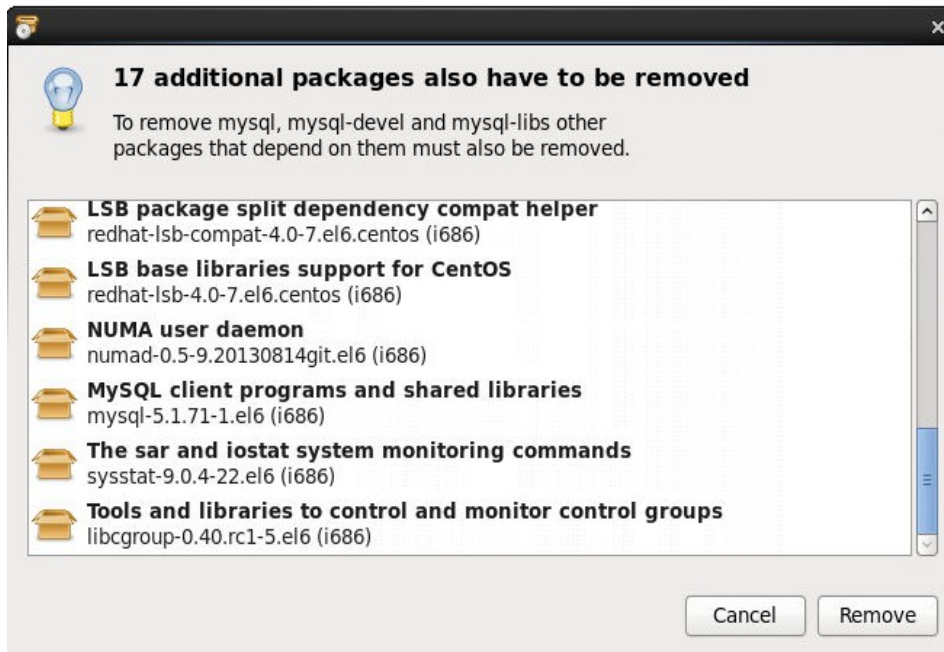 17 additional packages also have to be removed
To remove mysql, mysql-devel and mysql-libs other
packages that depend on them must also be removed.
LSB package split dependency compat helper
redhat-lsb-compat-4.0-7.el6.centos (i686)
LSB base libraries support for CentOS
redhat-lsb-4.0-7.el6.centos (i686)
NUMA user daemon
numad-0.5-9.20130814git.el6 (i686)
MySQL client programs and shared libraries
mysql-5.1.71-1.el6 (i686)
The sar and iostat system monitoring commands
sysstat-9.0.4-22.el6 (i686)
Tools and libraries to control and monitor control groups
libcgroup-0.40.rc1-5.el6 (i686)
Cancel Remove